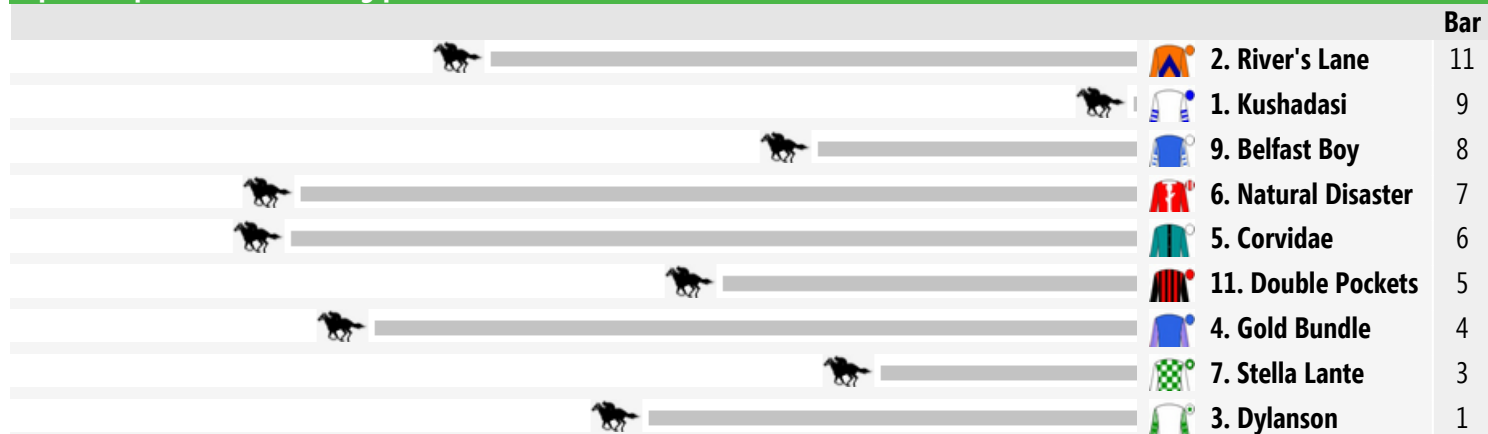 Bar
2. River's Lane 11
1. Kushadasi 9
9. Belfast Boy 8
6. Natural Disaster 7
5. Corvidae 6
11. Double Pockets 5
4. Gold Bundle 4
7. Stella Lante 3
3. Dylanson 1